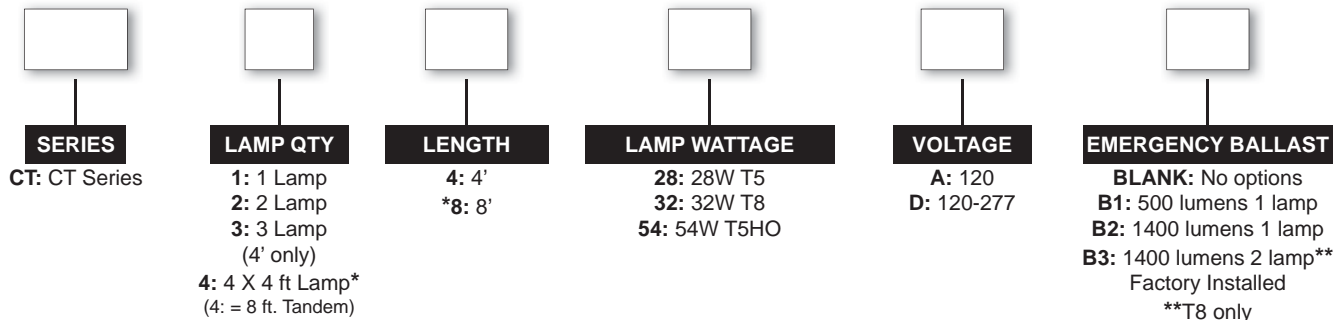 SERIES
CT: CT Series
LAMP QTY
1: 1 Lamp
2: 2 Lamp
3: 3 Lamp
(4’ only)
4: 4 X 4 ft Lamp*
(4: = 8 ft. Tandem)
LENGTH
4: 4’
*8: 8’
LAMP WATTAGE
28: 28W T5
32: 32W T8
54: 54W T5HO
VOLTAGE
A: 120
D: 120-277
EMERGENCY BALLAST
BLANK: No options
B1: 500 lumens 1 lamp
B2: 1400 lumens 1 lamp
B3: 1400 lumens 2 lamp**
Factory Installed
**T8 only